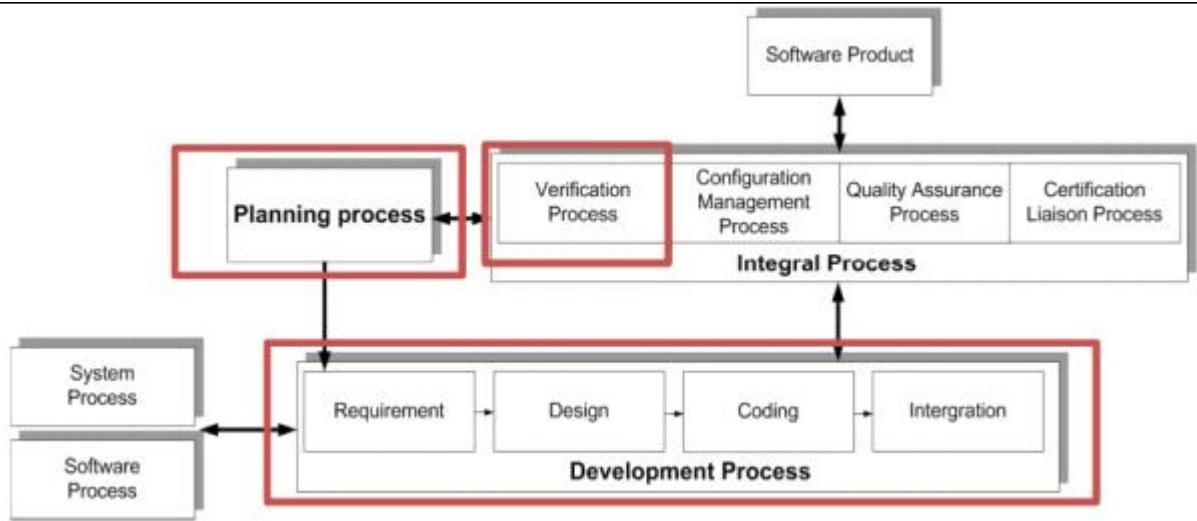 Software Product
Planning process
Verification
Process
Configuration
Management
Process
Quality Assurance
Process
Certification
Liaison Process
Integral Process
System
Process
Software
Process
Requirement
Design
Coding
Intergration
Development Process